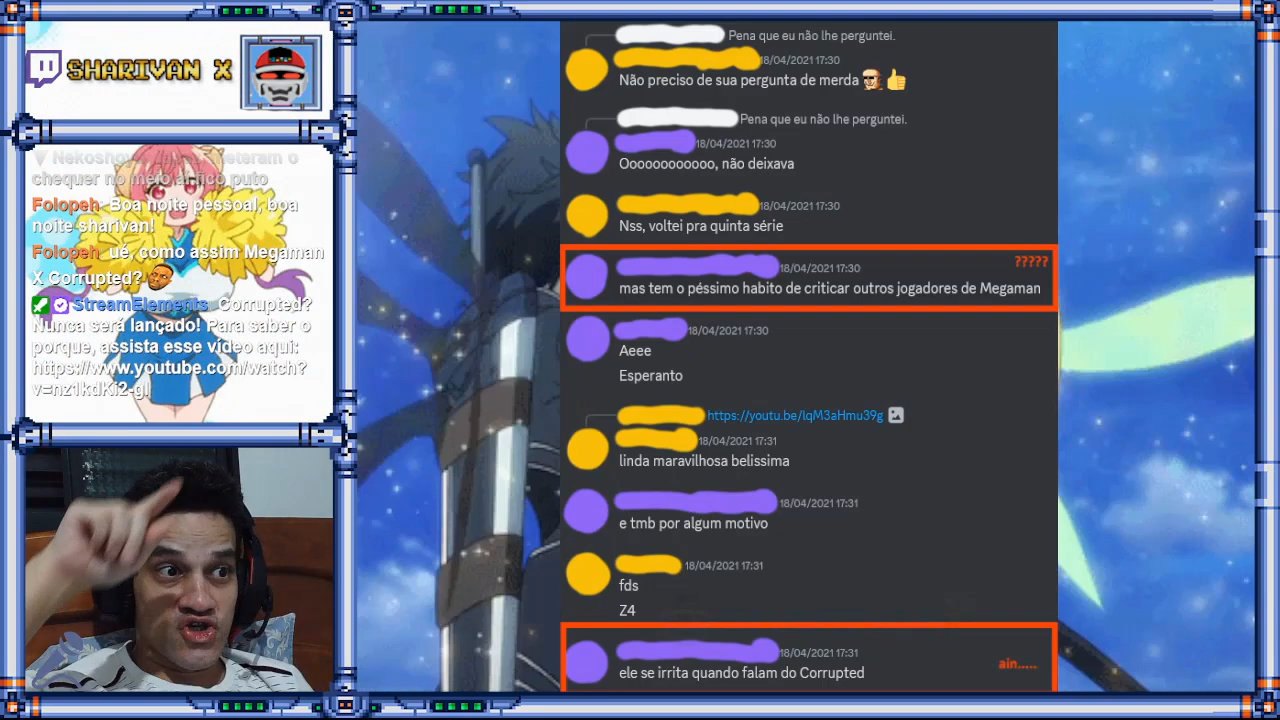 SHARIVAN X
chequer no meio aí fico puto
Folopeh: Boa noite pessoal, boa
noite sharivan!
Folopeh: ué, como assim Megaman
X Corrupted?
StreamElements: Corrupted?
Nunca será lançado! Para saber o
porque, assista esse vídeo aqui:
https://www.youtube.com/watch?
v=nz1kdKi2-gI
Pena que eu não lhe perguntei.
18/04/2021 17:30
Não preciso de sua pergunta de merda
Pena que eu não lhe perguntei.
18/04/2021 17:30
Ooooooooooo, não deixava
18/04/2021 17:30
Nss, voltei pra quinta série
18/04/2021 17:30
?????
mas tem o péssimo habito de criticar outros jogadores de Megaman
18/04/2021 17:30
Aeee
Esperanto
https://youtu.be/lqM3aHmu39g
18/04/2021 17:31
linda maravilhosa belissima
18/04/2021 17:31
e tmb por algum motivo
18/04/2021 17:31
fds
Z4
18/04/2021 17:31
ain.....
ele se irrita quando falam do Corrupted